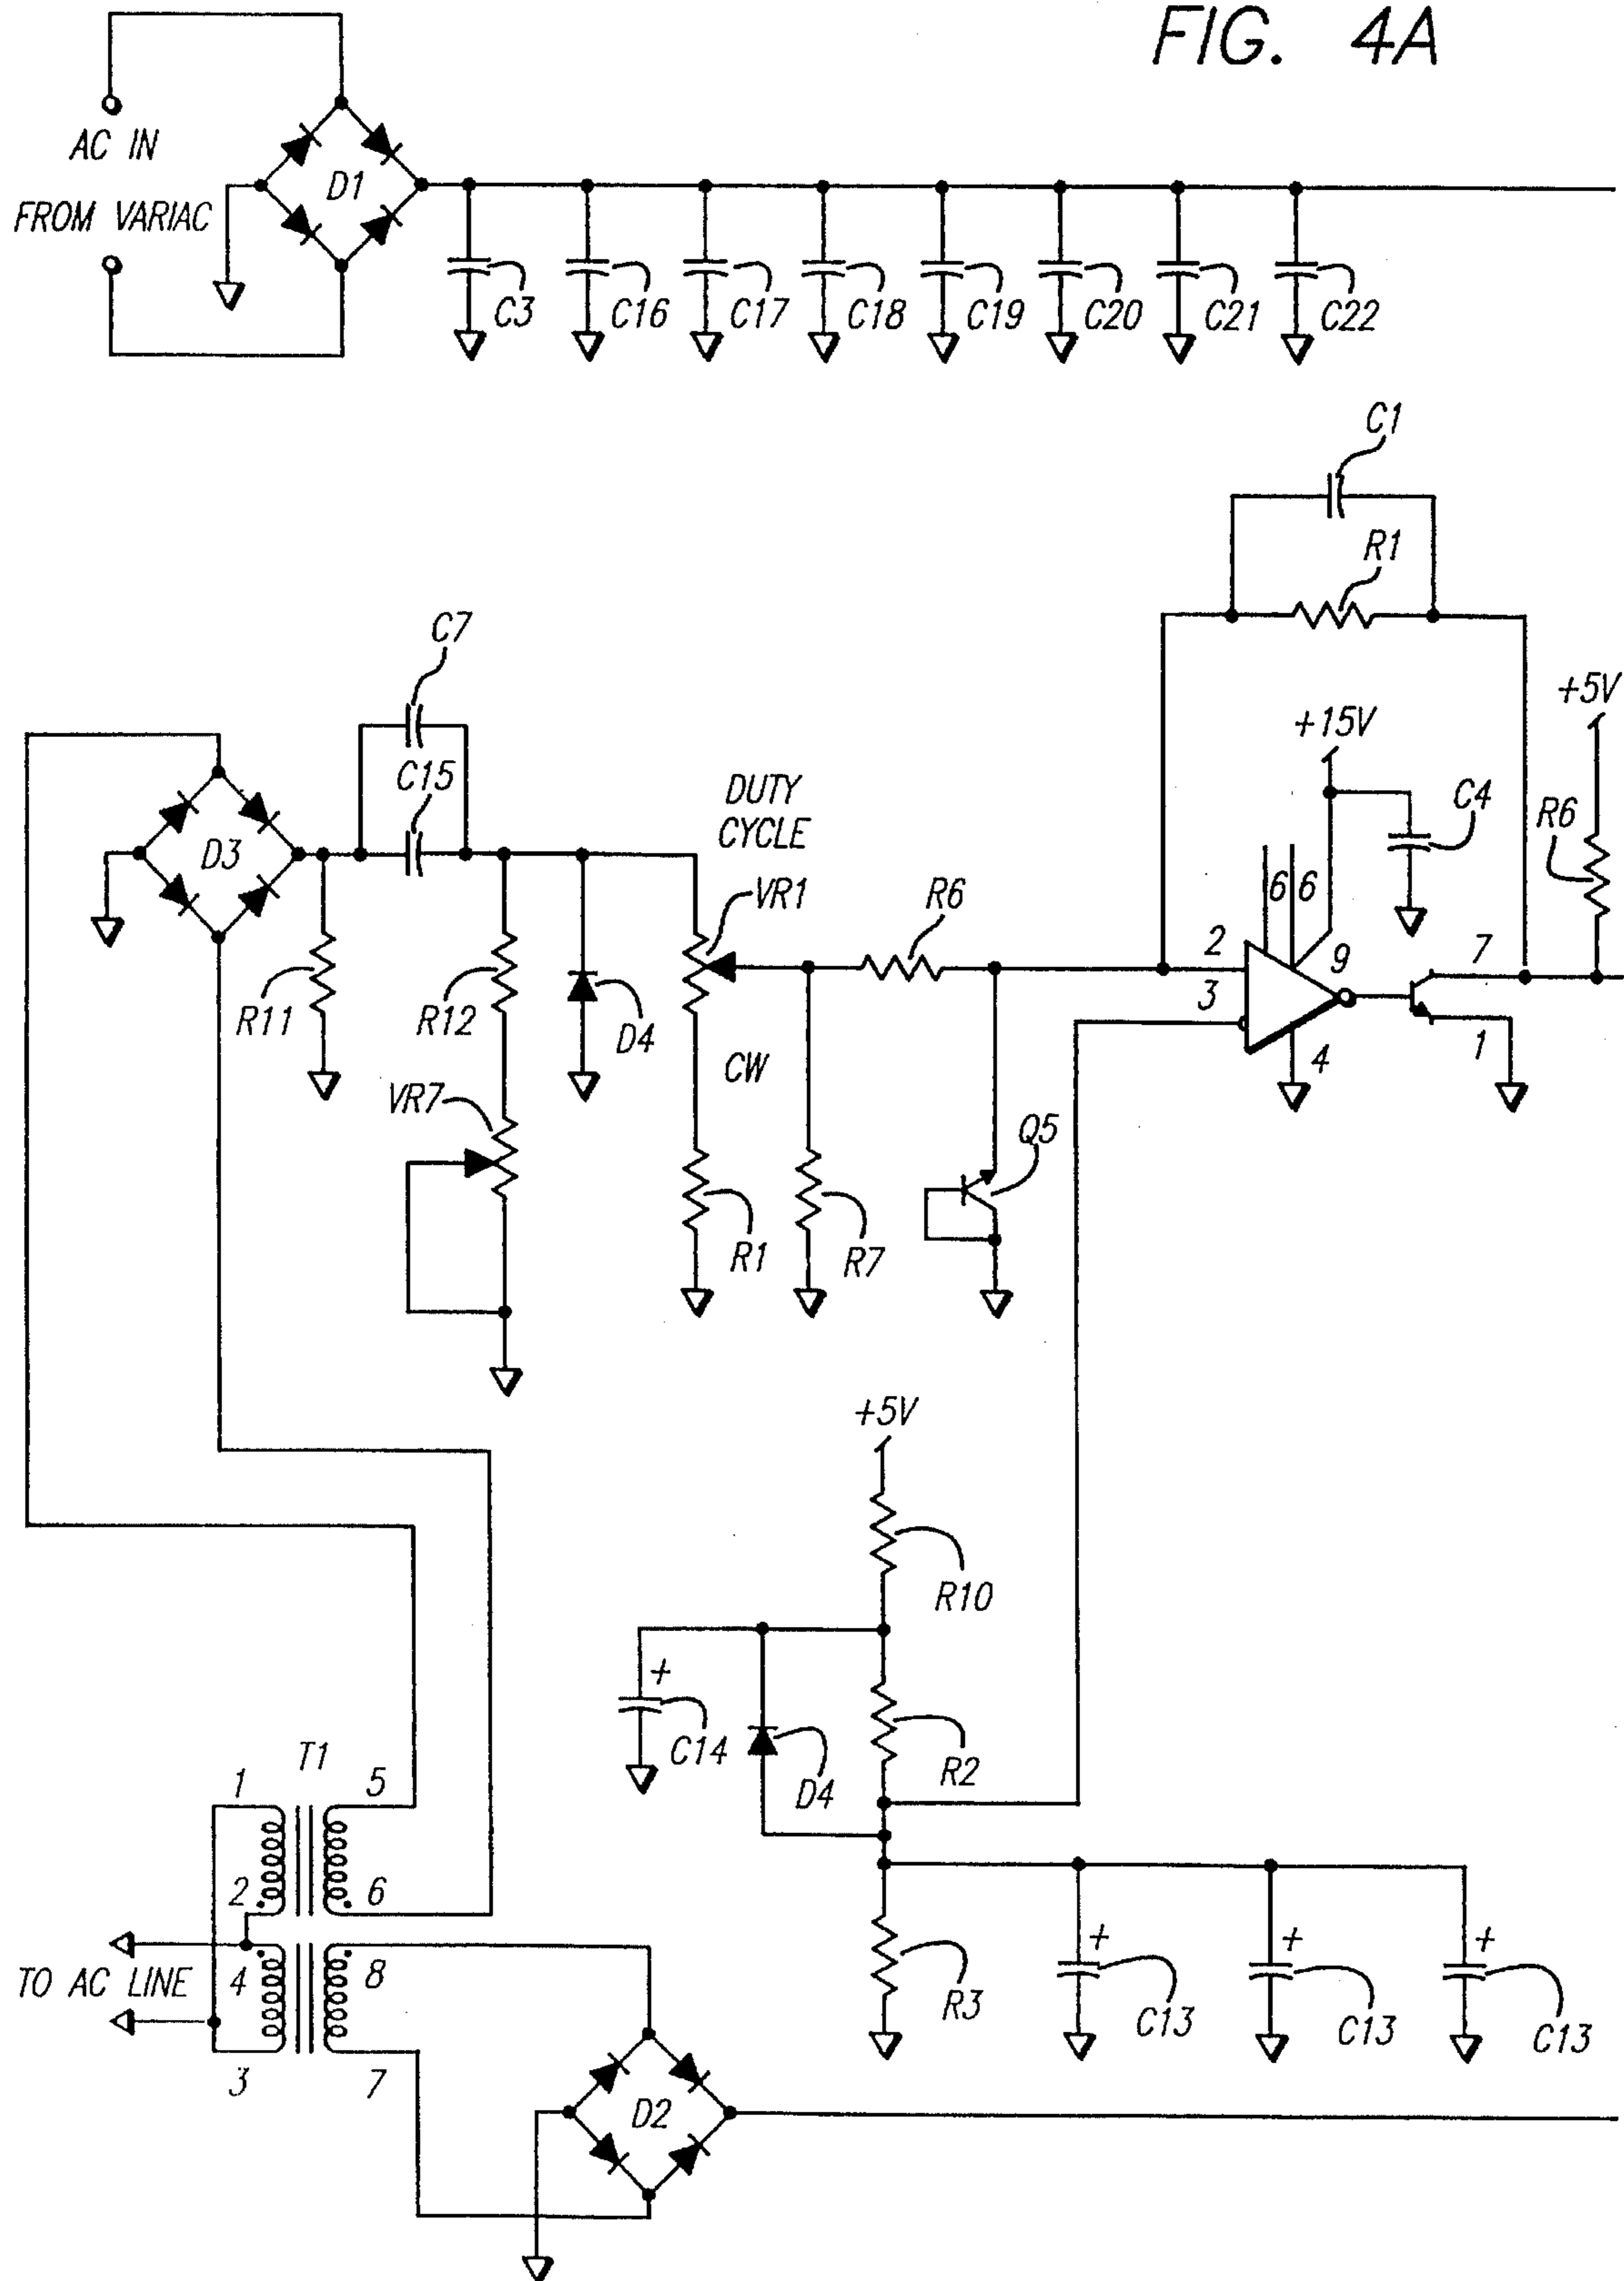 FIG. 4A
AC IN
FROM VARIAC
D1
C3
C16
C17
C18
C19
C20
C21
C22
C1
R1
C7
C15
+15V
+5V
C4
R6
D3
DUTY
CYCLE
VR1
R6
6
6
2
3
9
7
4
1
R11
R12
D4
CW
VR7
R1
R7
Q5
+5V
R10
+
C14
D4
R2
T1
1
5
2
6
TO AC LINE
4
8
3
7
R3
+
C13
+
C13
+
C13
D2